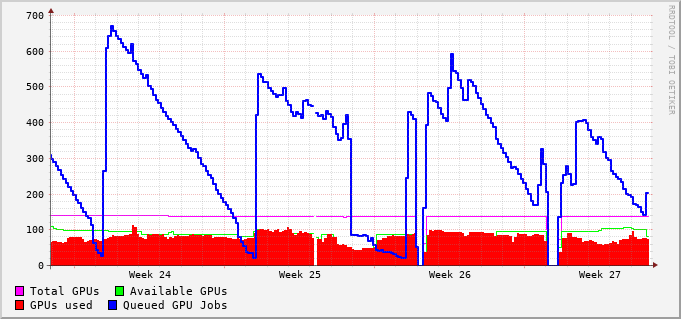 700
600
500
400
300
200
100
0
Week 24 Week 25 Week 26 Week 27
Total GPUs Available GPUs
GPUs used Queued GPU Jobs
RRDTOOL / TOBI OETIKER